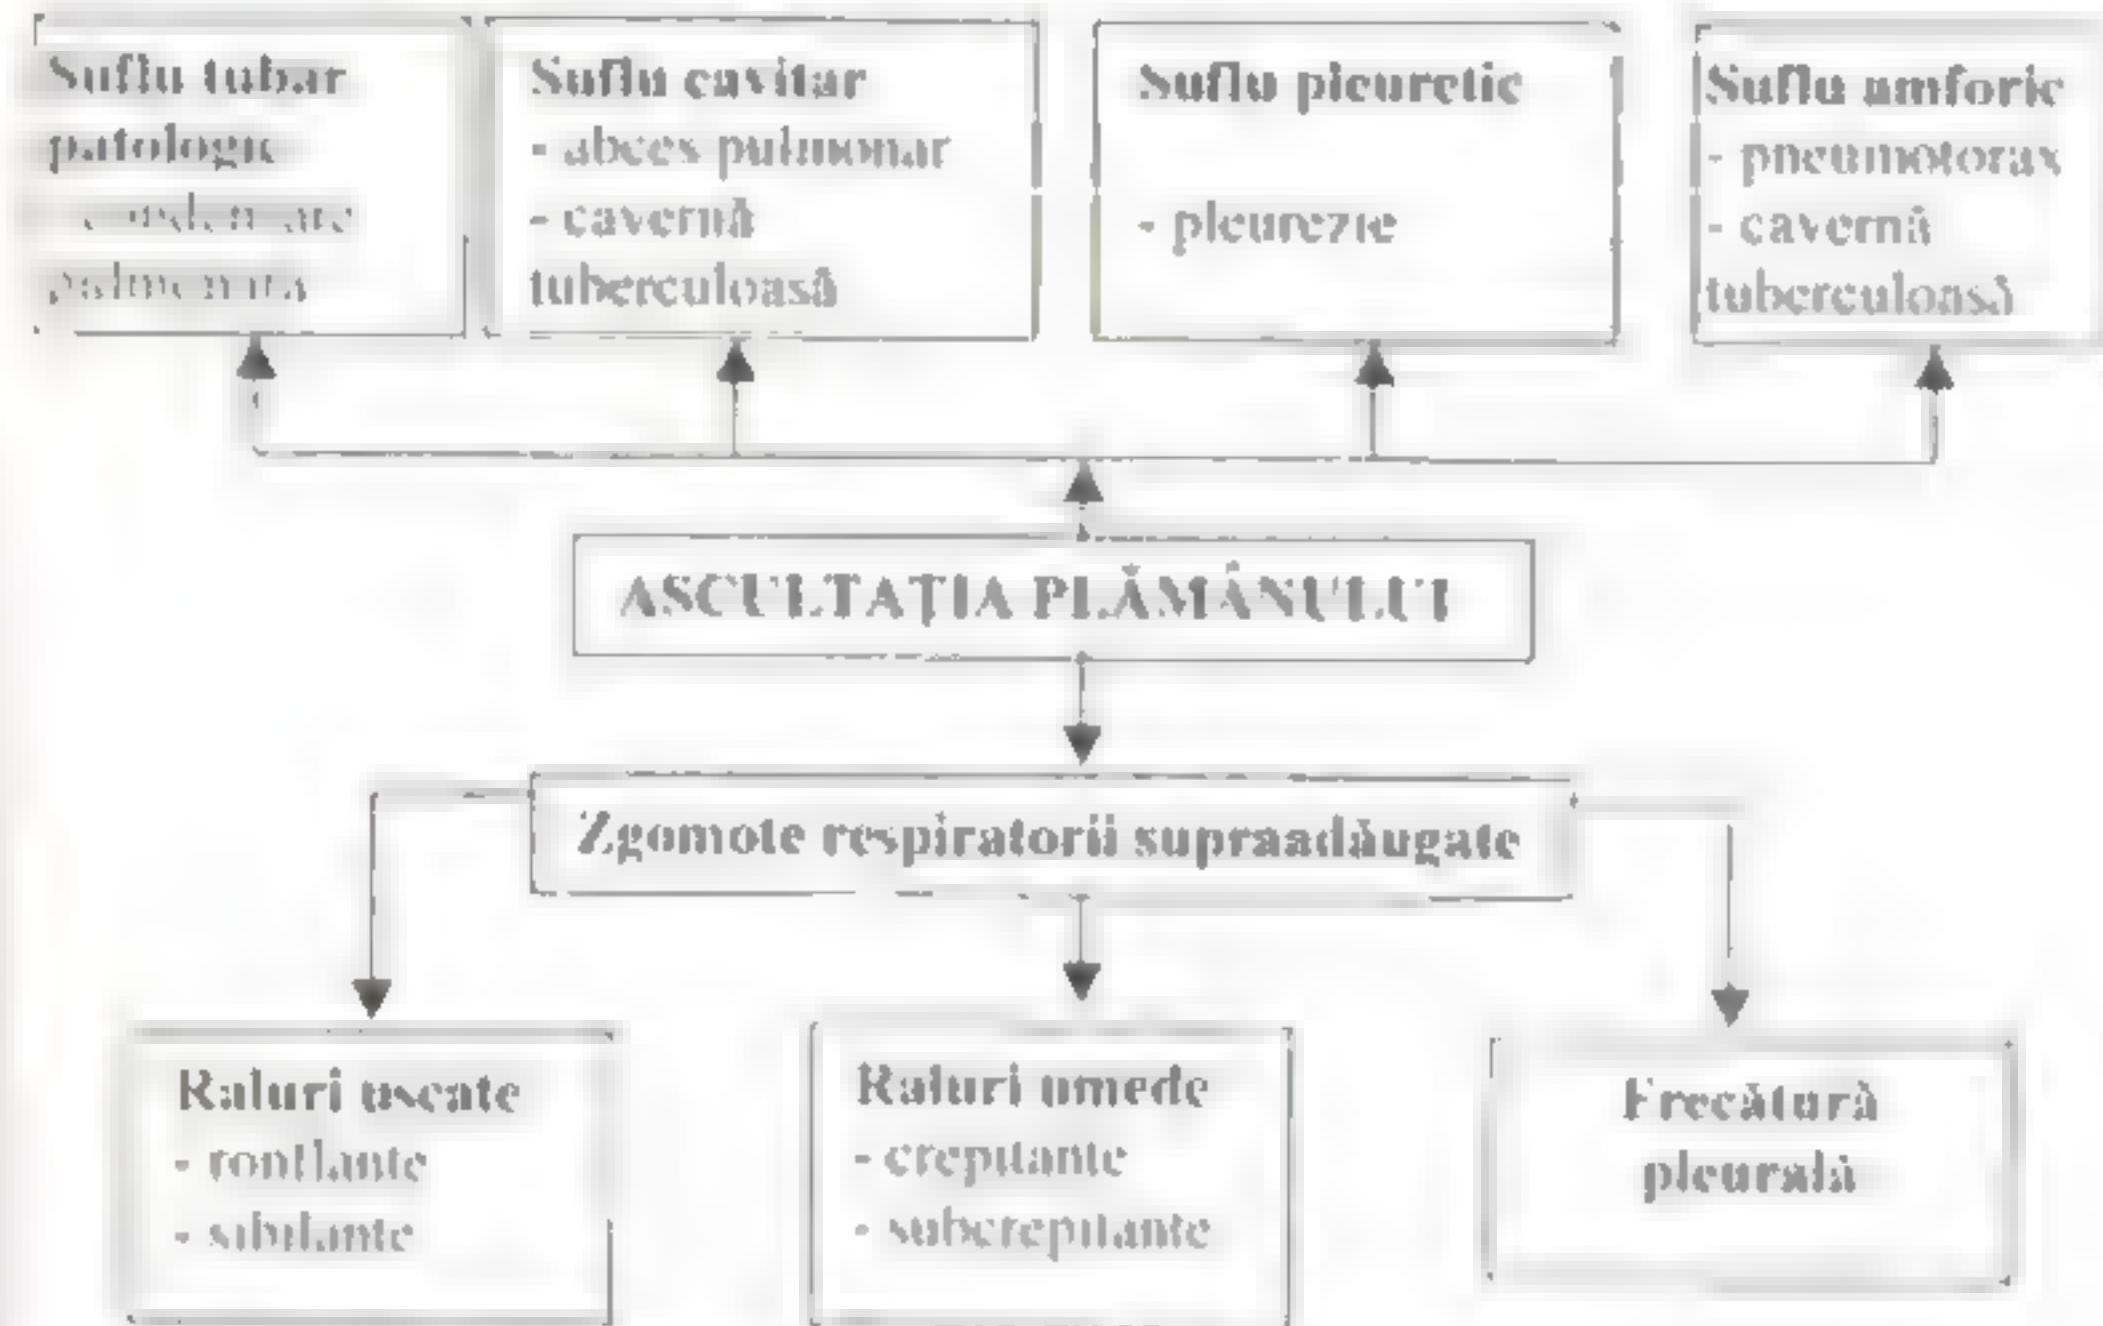 Suflu tubar
patologic
pulmonară
Suflu cavitar
- abces pulmonar
- cavernă
tuberculoasă
Suflu pleuretic
- pleurezie
Suflu amforic
- pneumotorax
- cavernă
tuberculoasă
ASCULTAȚIA PLĂMÂNULUI
Zgomote respiratorii supraadăugate
Raluri uscate
- ronflante
- sibilante
Raluri umede
- crepitante
- subcrepitante
Frecătură
pleurală